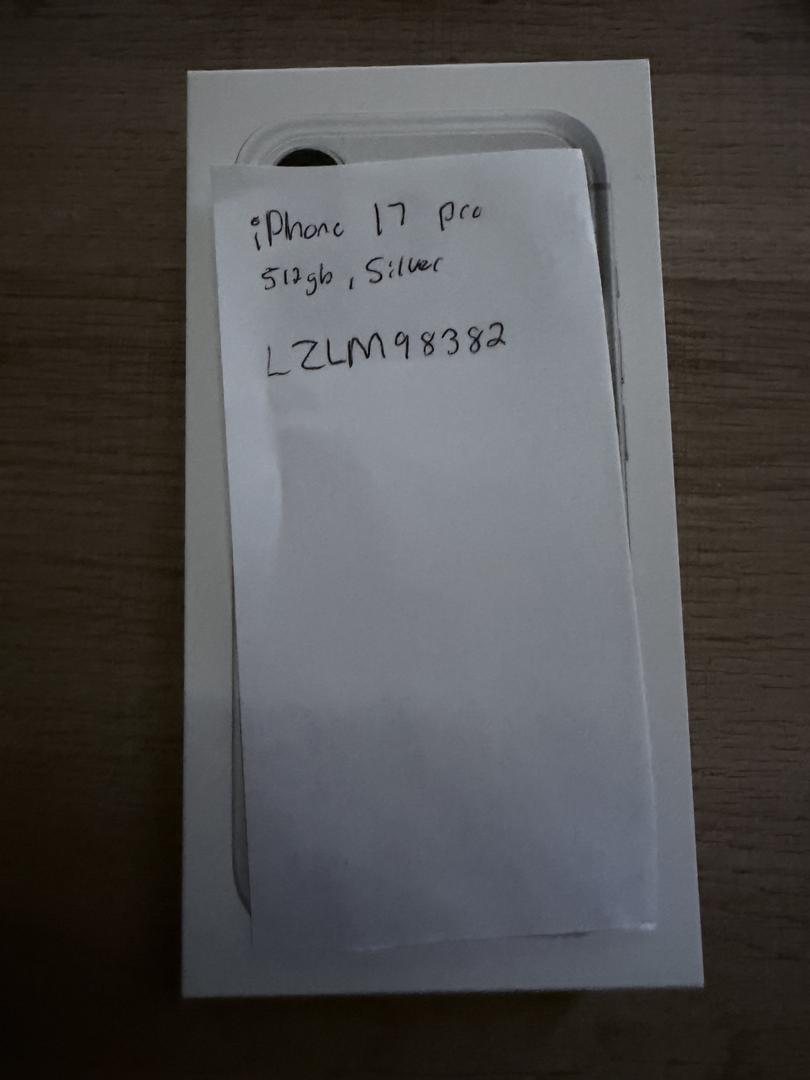 iPhone 17 pro
512gb, Silver
LZLM98382